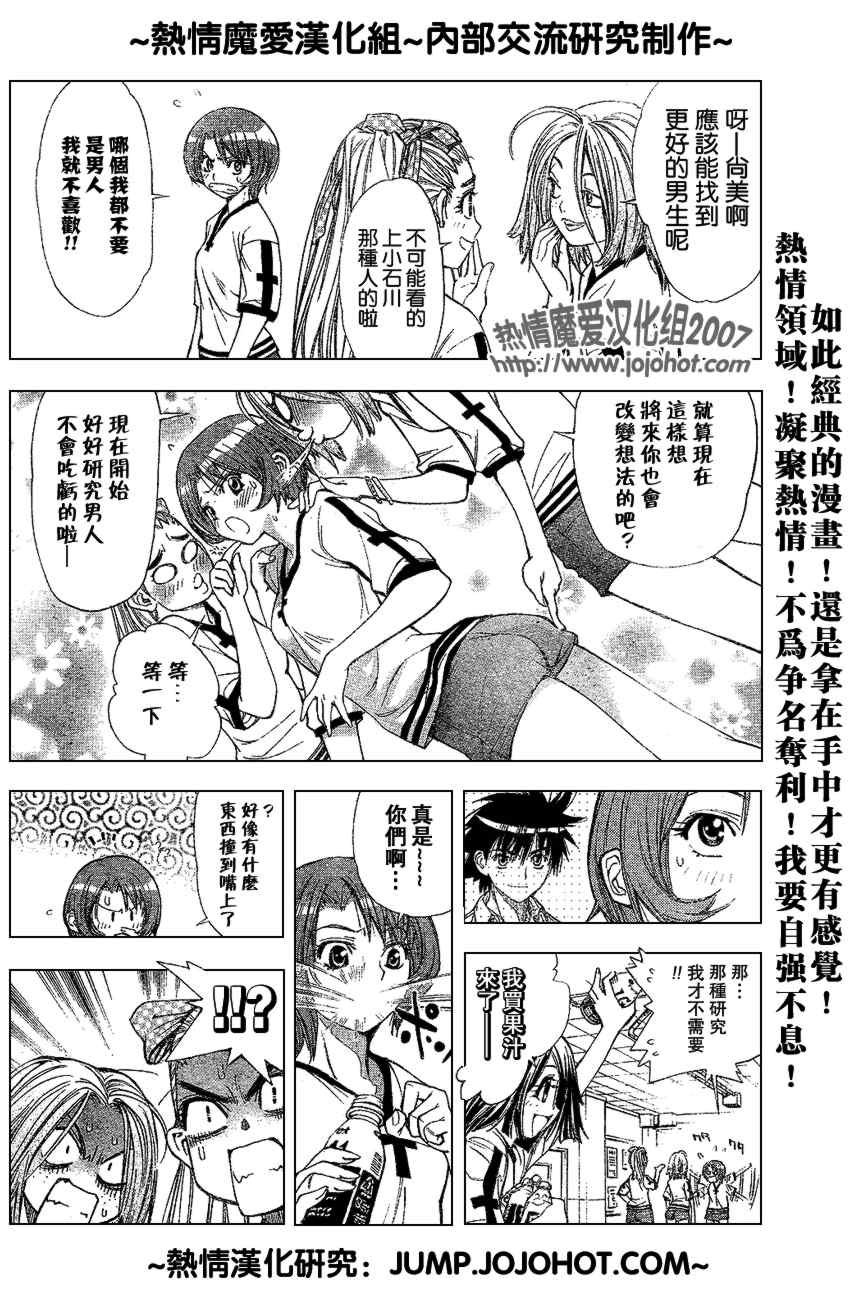 ~熱情魔愛漢化組~內部交流研究制作~
呀—尚美啊
應該能找到
更好的男生呢
不可能看的
上小石川
那種人的啦
哪個我都不要
是男人
我就不喜歡!!
熱情魔爱汉化组2007
http://www.jojohot.com
就算現在
這樣想
將來你也會
改變想法的吧?
現在開始
好好研究男人
不會吃虧的啦—
等…
等一下
那…
那種研究
我才不需要
!!
我買果汁
來了——
真是~~~
你們啊…
?
好像有什麼
東西撞到嘴上了
!!?
如此經典的漫畫！還是拿在手中才更有感覺！
熱情領域！凝聚熱情！不爲争名奪利！我要自强不息！
~熱情漢化研究：JUMP.JOJOHOT.COM~